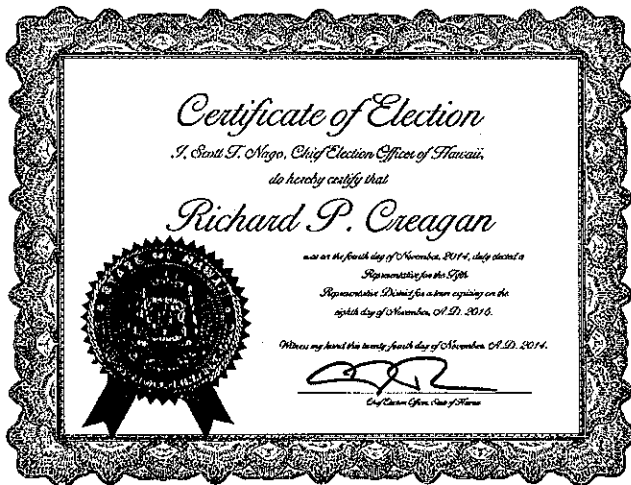 Certificate of Election
I, Scott T. Nago, Chief Election Officer of Hawaii,
do hereby certify that
Richard P. Creagan
was on the fourth day of November, 2014, duly elected a
Representative for the Fifth
Representative District for a term expiring on the
eighth day of November, A.D. 2016.
Witness my hand this twenty-fourth day of November, A.D. 2014.
Chief Election Officer, State of Hawaii
STATE OF